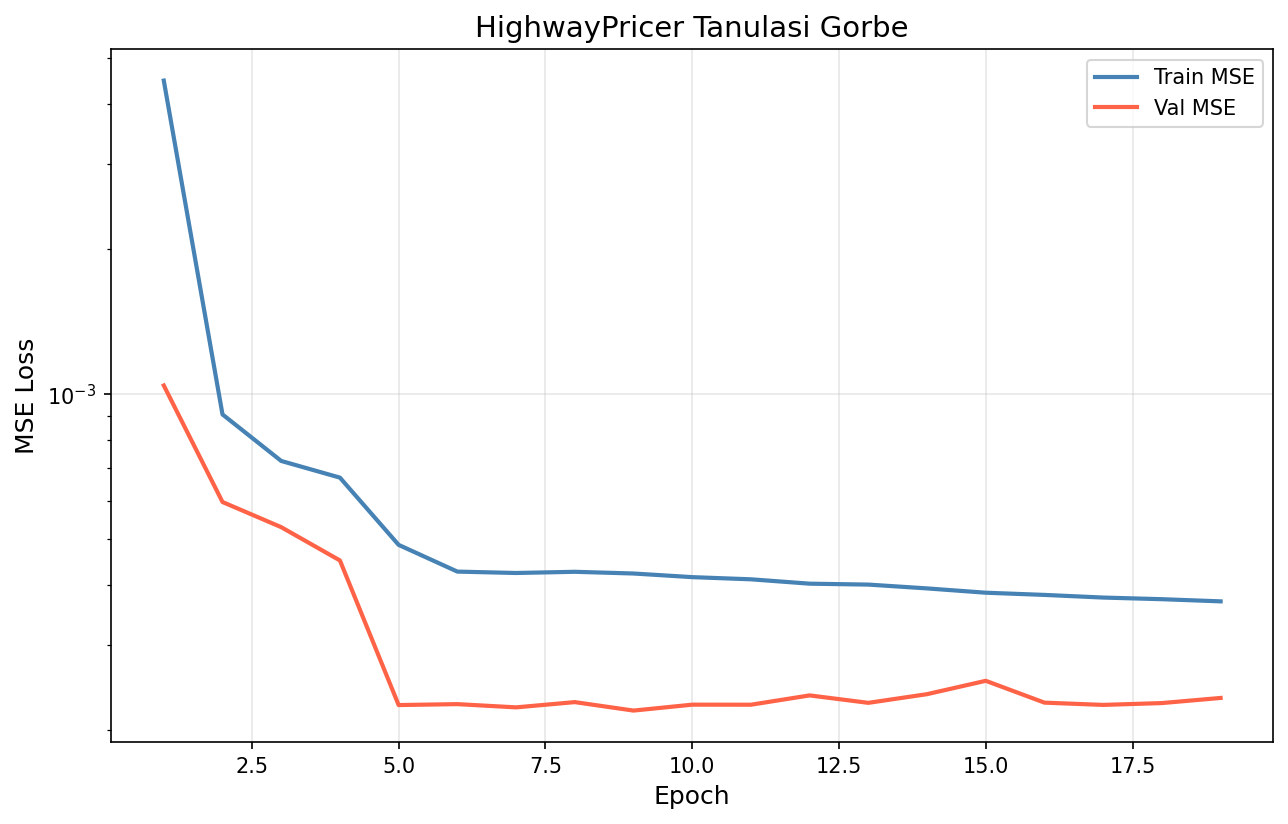 HighwayPricer Tanulasi Gorbe
Train MSE
Val MSE
MSE Loss
10⁻³
2.5 5.0 7.5 10.0 12.5 15.0 17.5
Epoch